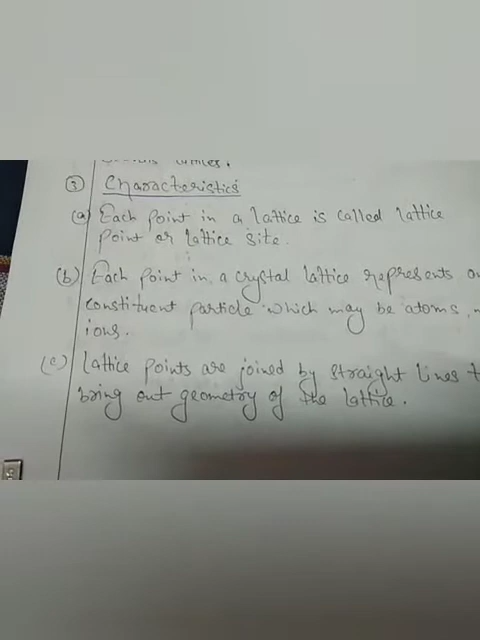 ③ Characteristics
(a) Each point in a lattice is called lattice
point or lattice site.
(b) Each point in a crystal lattice represents
constituent particle which may be atoms,
ions.
(c) lattice points are joined by straight lines
bring out geometry of the lattice.